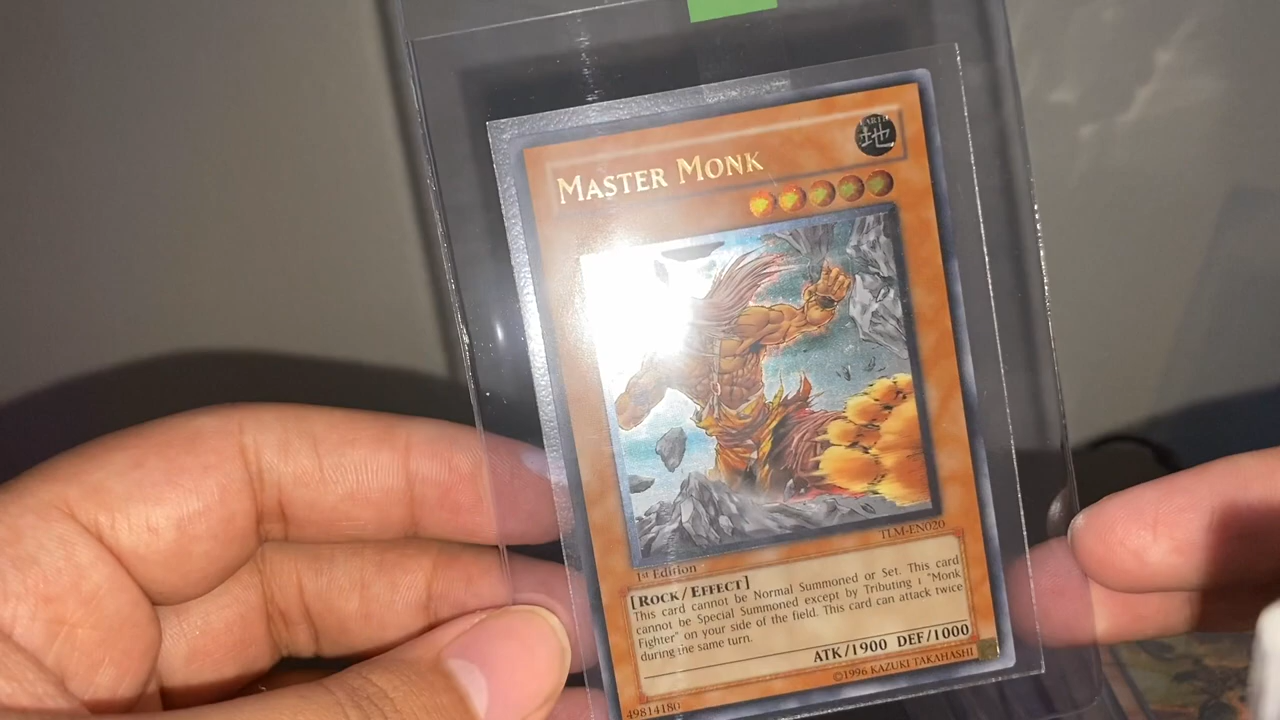 MASTER MONK
EARTH
地
TLM-EN020
1st Edition
[ROCK/EFFECT]
This card cannot be Normal Summoned or Set. This card
cannot be Special Summoned except by Tributing 1 "Monk
Fighter" on your side of the field. This card can attack twice
during the same turn.
ATK/1900 DEF/1000
49814180
©1996 KAZUKI TAKAHASHI